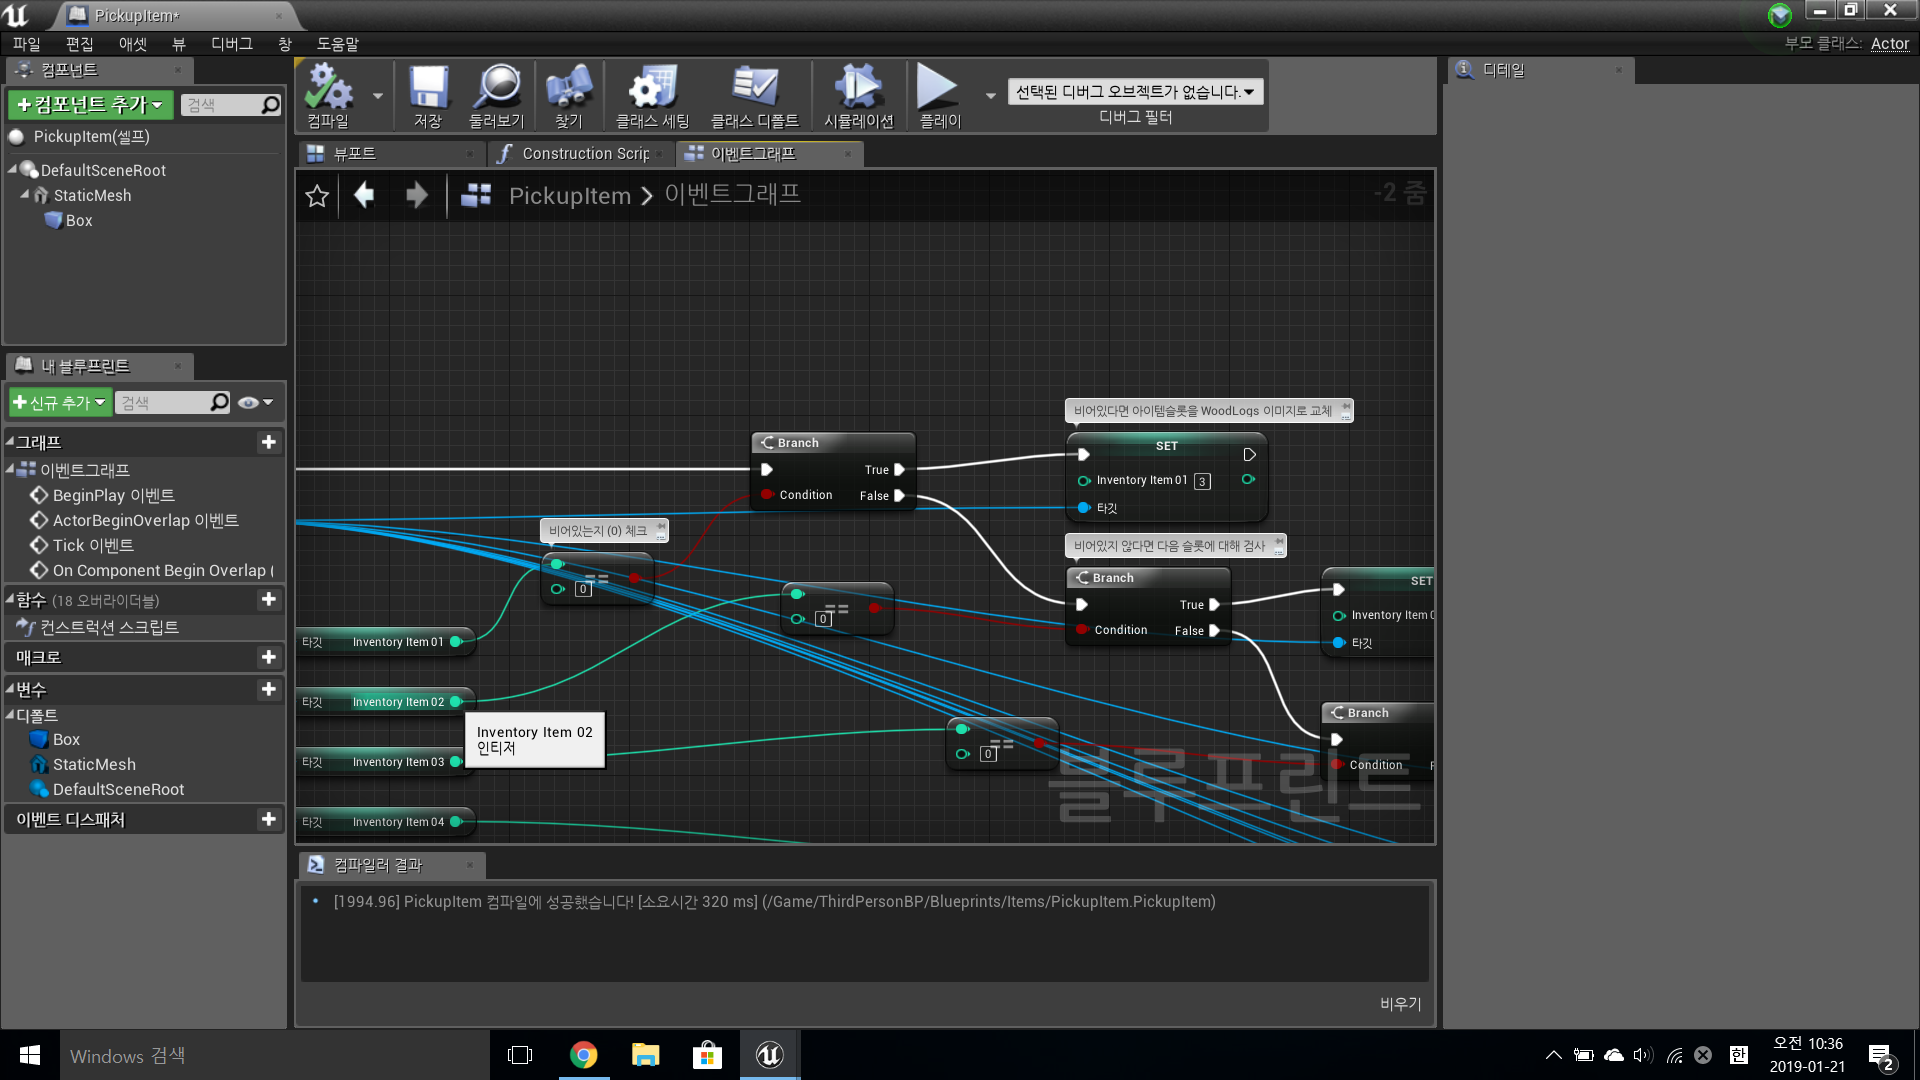 PickupItem*
파일 편집 애셋 뷰 디버그 창 도움말
부모 클래스: Actor
컴포넌트
+컴포넌트 추가
검색
PickupItem(셀프)
DefaultSceneRoot
StaticMesh
Box
컴파일
저장
둘러보기
찾기
클래스 세팅
클래스 디폴트
시뮬레이션
플레이
선택된 디버그 오브젝트가 없습니다.
디버그 필터
디테일
뷰포트
Construction Scrip
이벤트그래프
PickupItem > 이벤트그래프
-2 줌
내 블루프린트
+신규 추가
검색
그래프
이벤트그래프
BeginPlay 이벤트
ActorBeginOverlap 이벤트
Tick 이벤트
On Component Begin Overlap (
함수 (18 오버라이더블)
컨스트럭션 스크립트
매크로
변수
디폴트
Box
StaticMesh
DefaultSceneRoot
이벤트 디스패처
비어있다면 아이템슬롯을 WoodLogs 이미지로 교체
Branch
True
Condition
False
SET
Inventory Item 01 3
타깃
비어있는지 (0) 체크
== 0
비어있지 않다면 다음 슬롯에 대해 검사
Branch
True
Condition
False
SET
Inventory Item 0
타깃
== 0
타깃 Inventory Item 01
타깃 Inventory Item 02
Inventory Item 02
인티저
타깃 Inventory Item 03
타깃 Inventory Item 04
== 0
Branch
Condition
블루프린트
컴파일러 결과
[1994.96] PickupItem 컴파일에 성공했습니다! [소요시간 320 ms] (/Game/ThirdPersonBP/Blueprints/Items/PickupItem.PickupItem)
비우기
Windows 검색
한
오전 10:36
2019-01-21
2